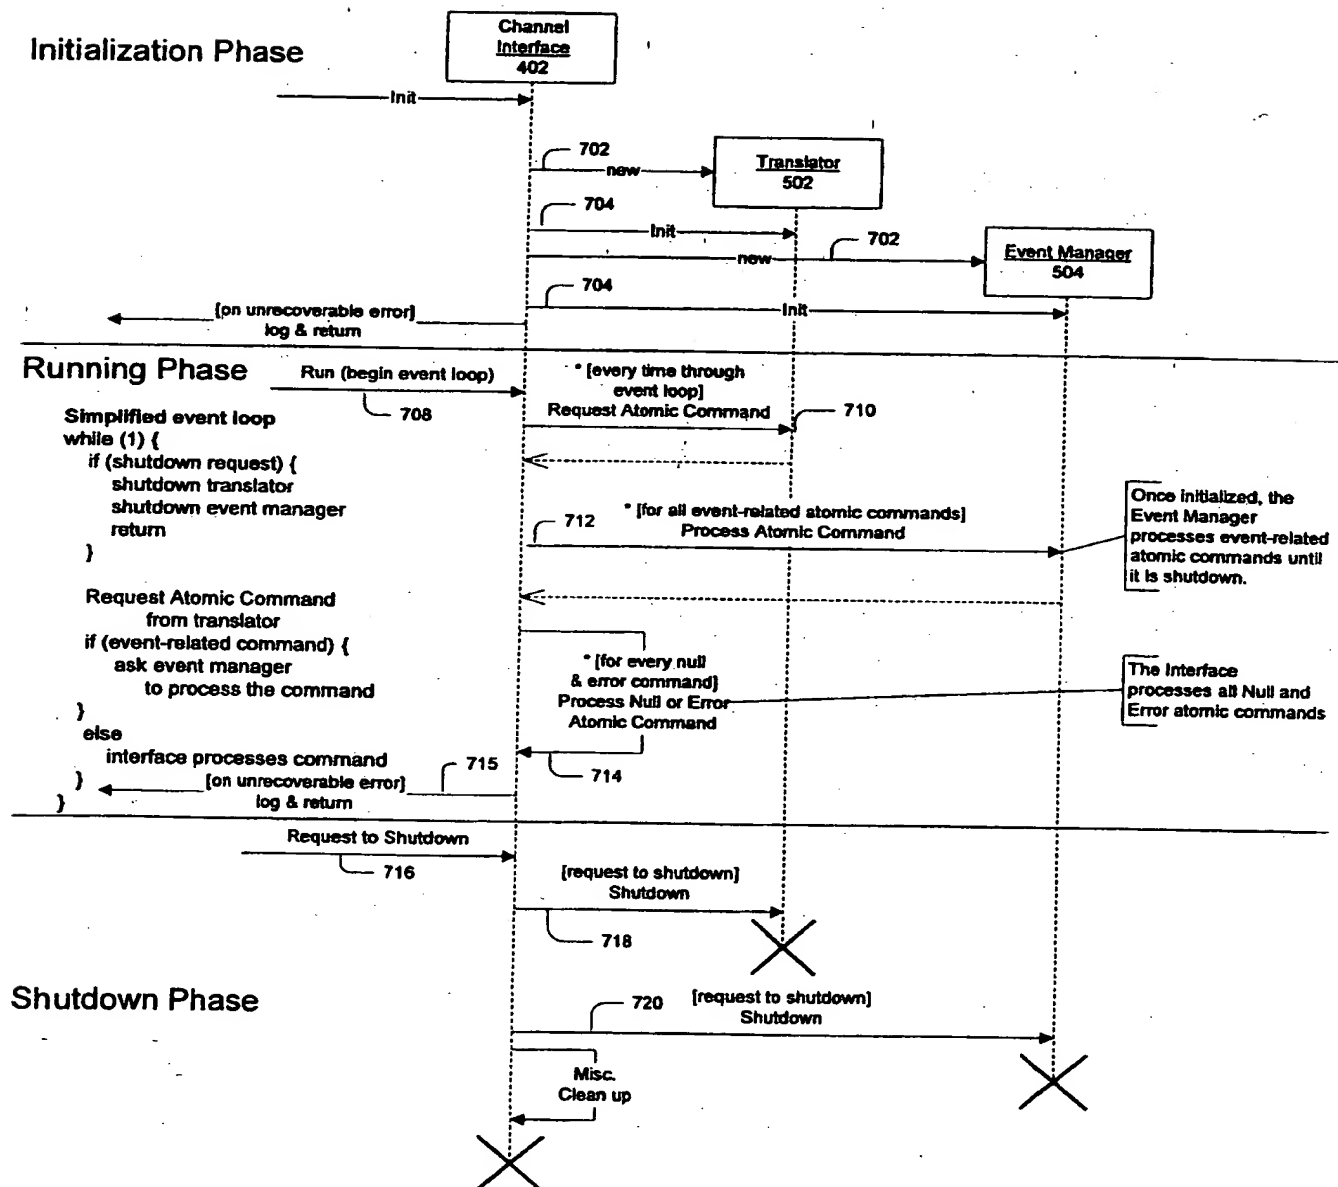 Initialization Phase
Channel
Interface
402
Init
702
new
Translator
502
704
Init
702
new
Event Manager
504
704
Init
[on unrecoverable error]
log & return
Running Phase
Run (begin event loop)
708
* [every time through
event loop]
Request Atomic Command
710
Simplified event loop
while (1) {
if (shutdown request) {
shutdown translator
shutdown event manager
return
}
Request Atomic Command
from translator
if (event-related command) {
ask event manager
to process the command
}
else
interface processes command
}
}
712
* [for all event-related atomic commands]
Process Atomic Command
Once initialized, the
Event Manager
processes event-related
atomic commands until
it is shutdown.
* [for every null
& error command]
Process Null or Error
Atomic Command
714
The Interface
processes all Null and
Error atomic commands
715
[on unrecoverable error]
log & return
Request to Shutdown
716
[request to shutdown]
Shutdown
718
Shutdown Phase
720
[request to shutdown]
Shutdown
Misc.
Clean up